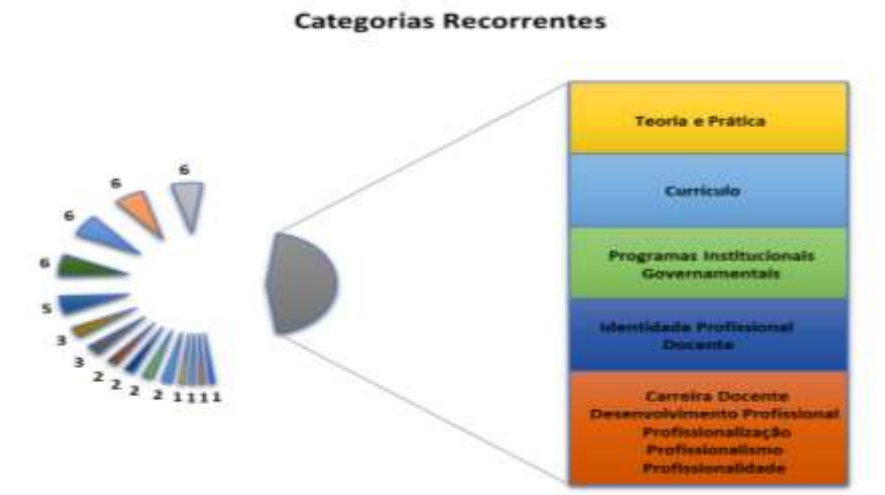 Categorias Recorrentes
Teoria e Prática
Currículo
Programas Institucionais
Governamentais
Identidade Profissional
Docente
Carreira Docente
Desenvolvimento Profissional
Profissionalização
Profissionalismo
Profissionalidade
6
6
6
6
5
3
3
2
2
2
2
1
1
1
1